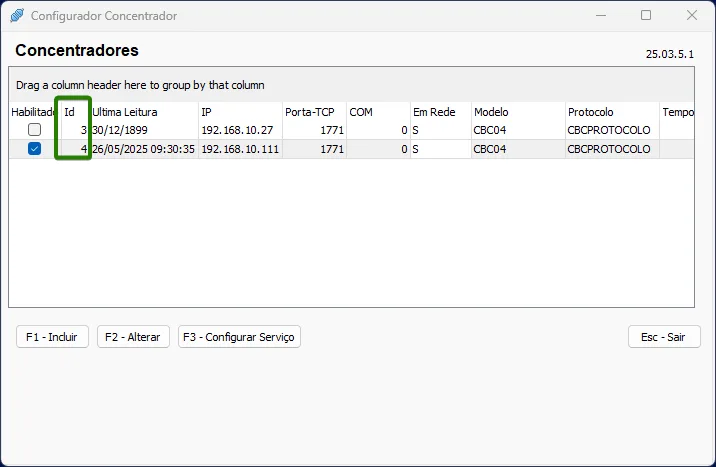 Configurador Concentrador
Concentradores
25.03.5.1
Drag a column header here to group by that column
Habilitado Id Ultima Leitura IP Porta-TCP COM Em Rede Modelo Protocolo Tempo
3 30/12/1899 192.168.10.27 1771 0 S CBC04 CBCPROTOCOLO
4 26/05/2025 09:30:35 192.168.10.111 1771 0 S CBC04 CBCPROTOCOLO
F1 - Incluir F2 - Alterar F3 - Configurar Serviço Esc - Sair